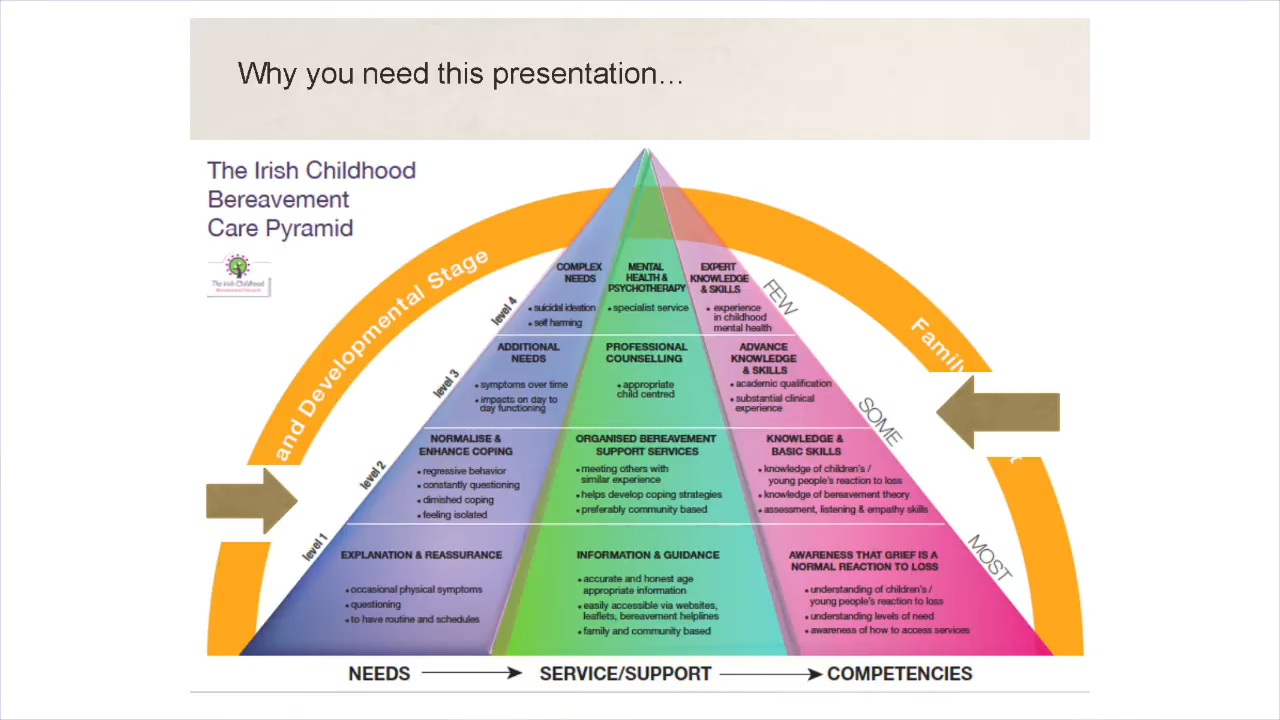 Why you need this presentation...
The Irish Childhood
Bereavement
Care Pyramid
The Irish Childhood
and Developmental Stage
Family
level 4
COMPLEX
NEEDS
• suicidal ideation
• self harming
MENTAL
HEALTH &
PSYCHOTHERAPY
• specialist service
EXPERT
KNOWLEDGE
& SKILLS
• experience
in childhood
mental health
FEW
level 3
ADDITIONAL
NEEDS
• symptoms over time
• impacts on day to
day functioning
PROFESSIONAL
COUNSELLING
• appropriate
child centred
ADVANCE
KNOWLEDGE
& SKILLS
• academic qualification
• substantial clinical
experience
SOME
level 2
NORMALISE &
ENHANCE COPING
• regressive behavior
• constantly questioning
• dimished coping
• feeling isolated
ORGANISED BEREAVEMENT
SUPPORT SERVICES
• meeting others with
similar experience
• helps develop coping strategies
• preferably community based
KNOWLEDGE &
BASIC SKILLS
• knowledge of children's /
young people's reaction to loss
• knowledge of bereavement theory
• assessment, listening & empathy skills
MOST
level 1
EXPLANATION & REASSURANCE
• occasional physical symptoms
• questioning
• to have routine and schedules
INFORMATION & GUIDANCE
• accurate and honest age
appropriate information
• easily accessible via websites,
leaflets, bereavement helplines
• family and community based
AWARENESS THAT GRIEF IS A
NORMAL REACTION TO LOSS
• understanding of children's /
young people's reaction to loss
• understanding levels of need
• awareness of how to access services
NEEDS
SERVICE/SUPPORT
COMPETENCIES